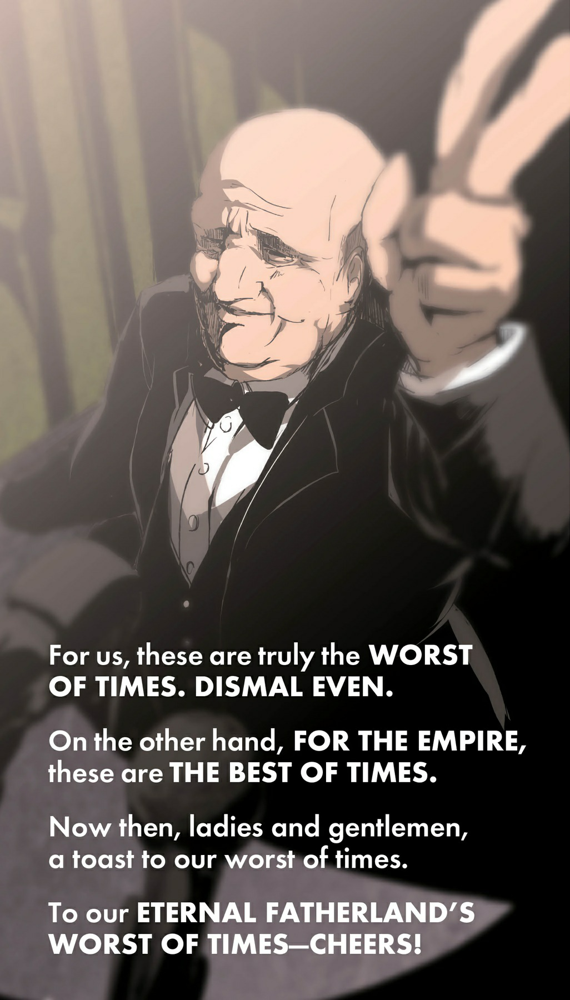 For us, these are truly the WORST
OF TIMES. DISMAL EVEN.
On the other hand, FOR THE EMPIRE,
these are THE BEST OF TIMES.
Now then, ladies and gentlemen,
a toast to our worst of times.
To our ETERNAL FATHERLAND’S
WORST OF TIMES—CHEERS!